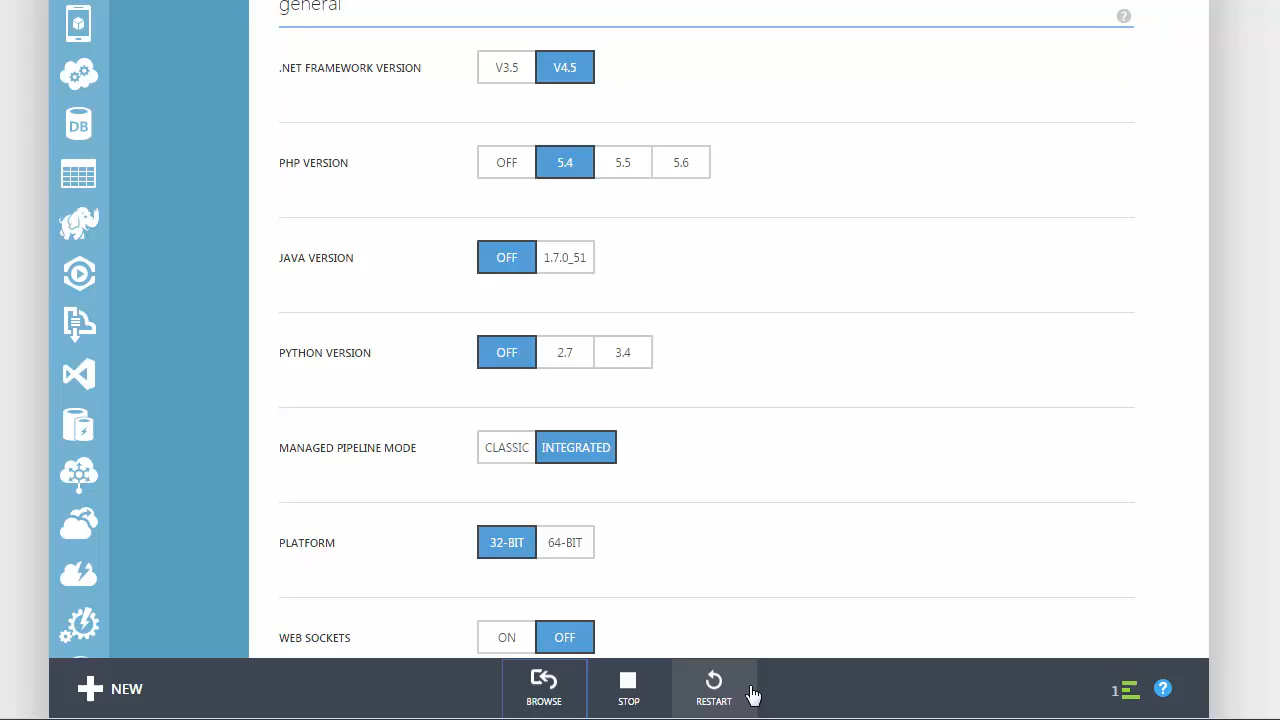 general
?
.NET FRAMEWORK VERSION V3.5 V4.5
PHP VERSION OFF 5.4 5.5 5.6
JAVA VERSION OFF 1.7.0_51
PYTHON VERSION OFF 2.7 3.4
MANAGED PIPELINE MODE CLASSIC INTEGRATED
PLATFORM 32-BIT 64-BIT
WEB SOCKETS ON OFF
DB
NEW BROWSE STOP RESTART 1 ?